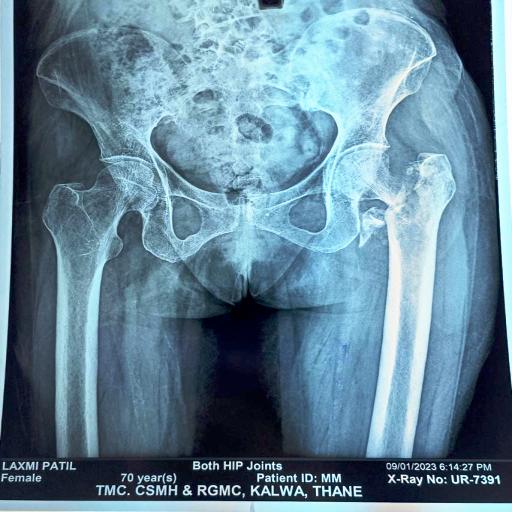 LAXMI PATIL Both HIP Joints 09/01/2023 6:14:27 PM
Female 70 year(s) Patient ID: MM X-Ray No: UR-7391
TMC. CSMH & RGMC, KALWA, THANE